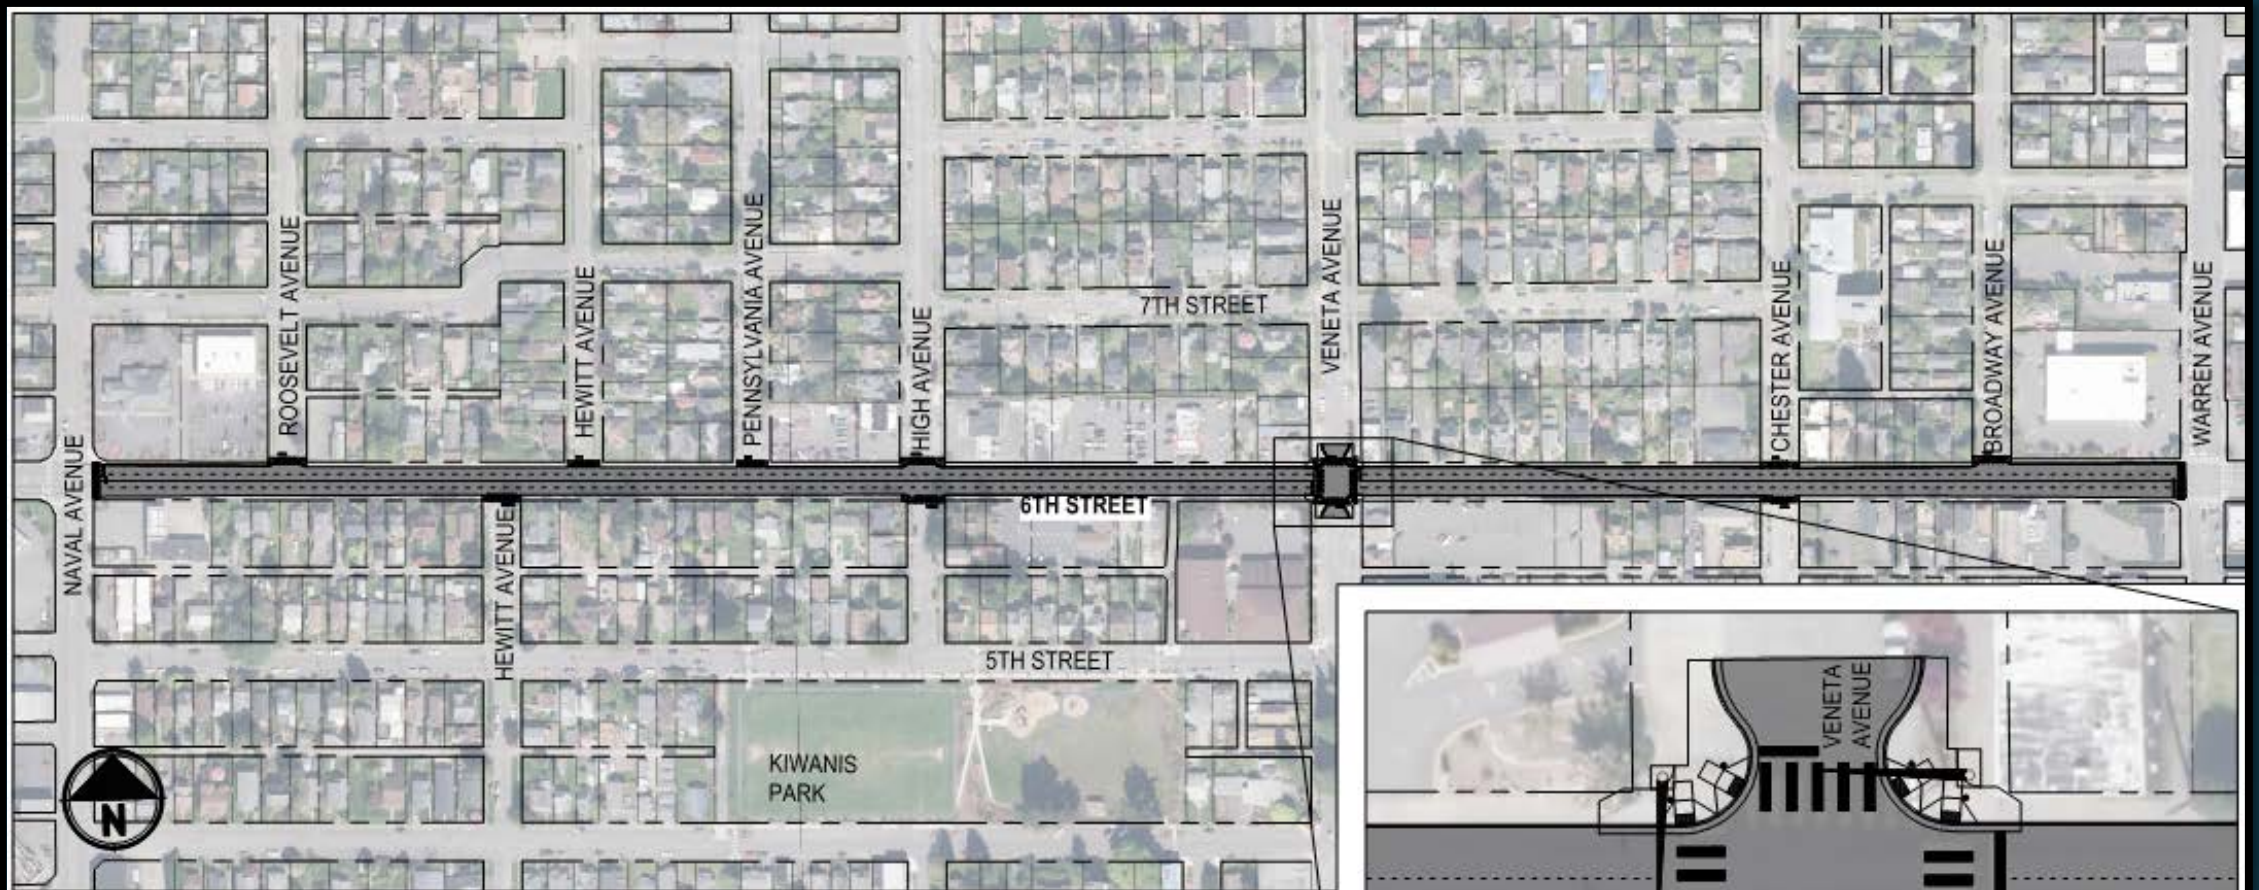 ROOSEVELT AVENUE
HEWITT AVENUE
PENNSYLVANIA AVENUE
HIGH AVENUE
7TH STREET
VENETA AVENUE
CHESTER AVENUE
BROADWAY AVENUE
WARREN AVENUE
NAVAL AVENUE
6TH STREET
HEWITT AVENUE
5TH STREET
KIWANIS
PARK
N
VENETA
AVENUE